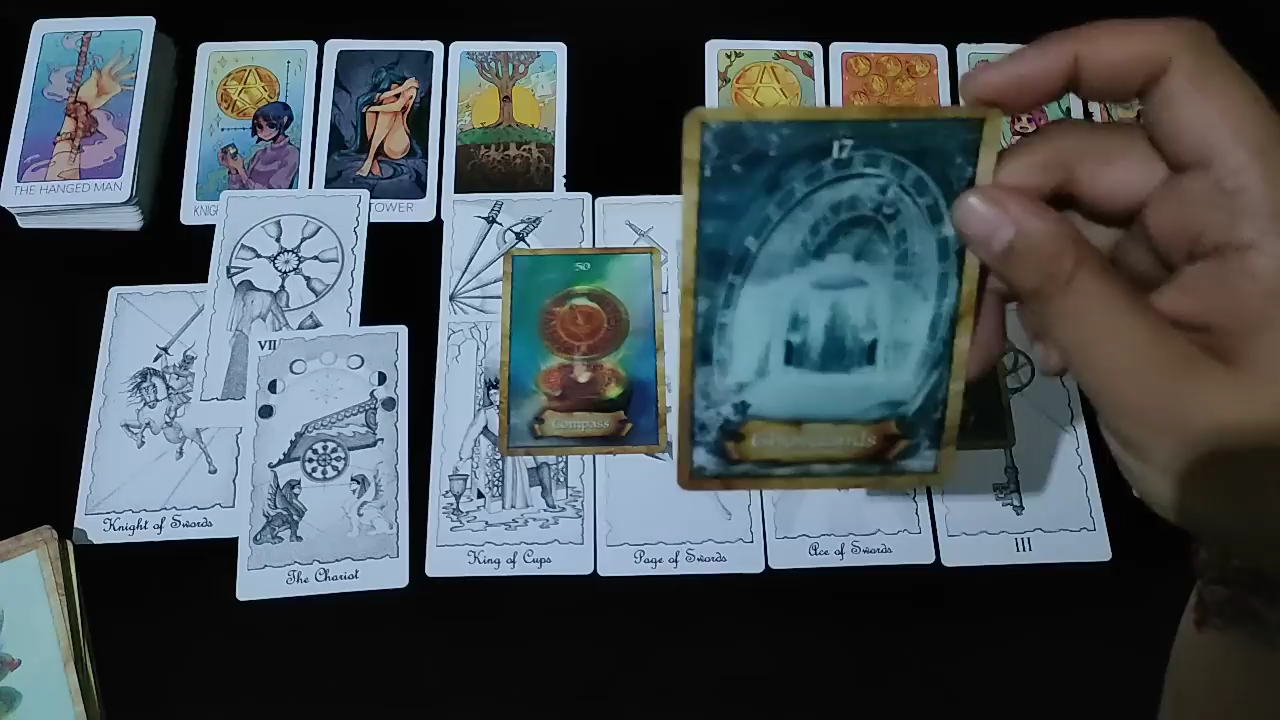 THE HANGED MAN
KNIG
TOWER
17
50
Compass
VII
Knight of Swords
The Chariot
King of Cups
Page of Swords
Ace of Swords
III